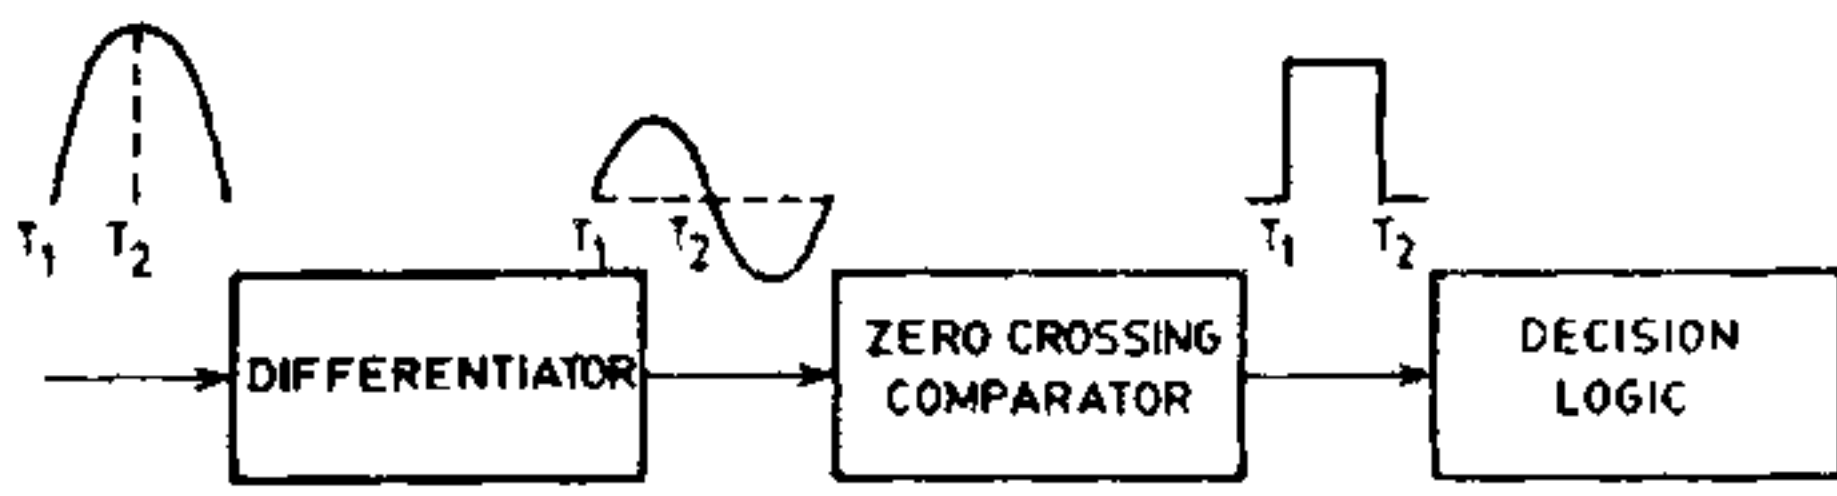 T1 T2
T1 T2
T1 T2
DIFFERENTIATOR
ZERO CROSSING
COMPARATOR
DECISION
LOGIC